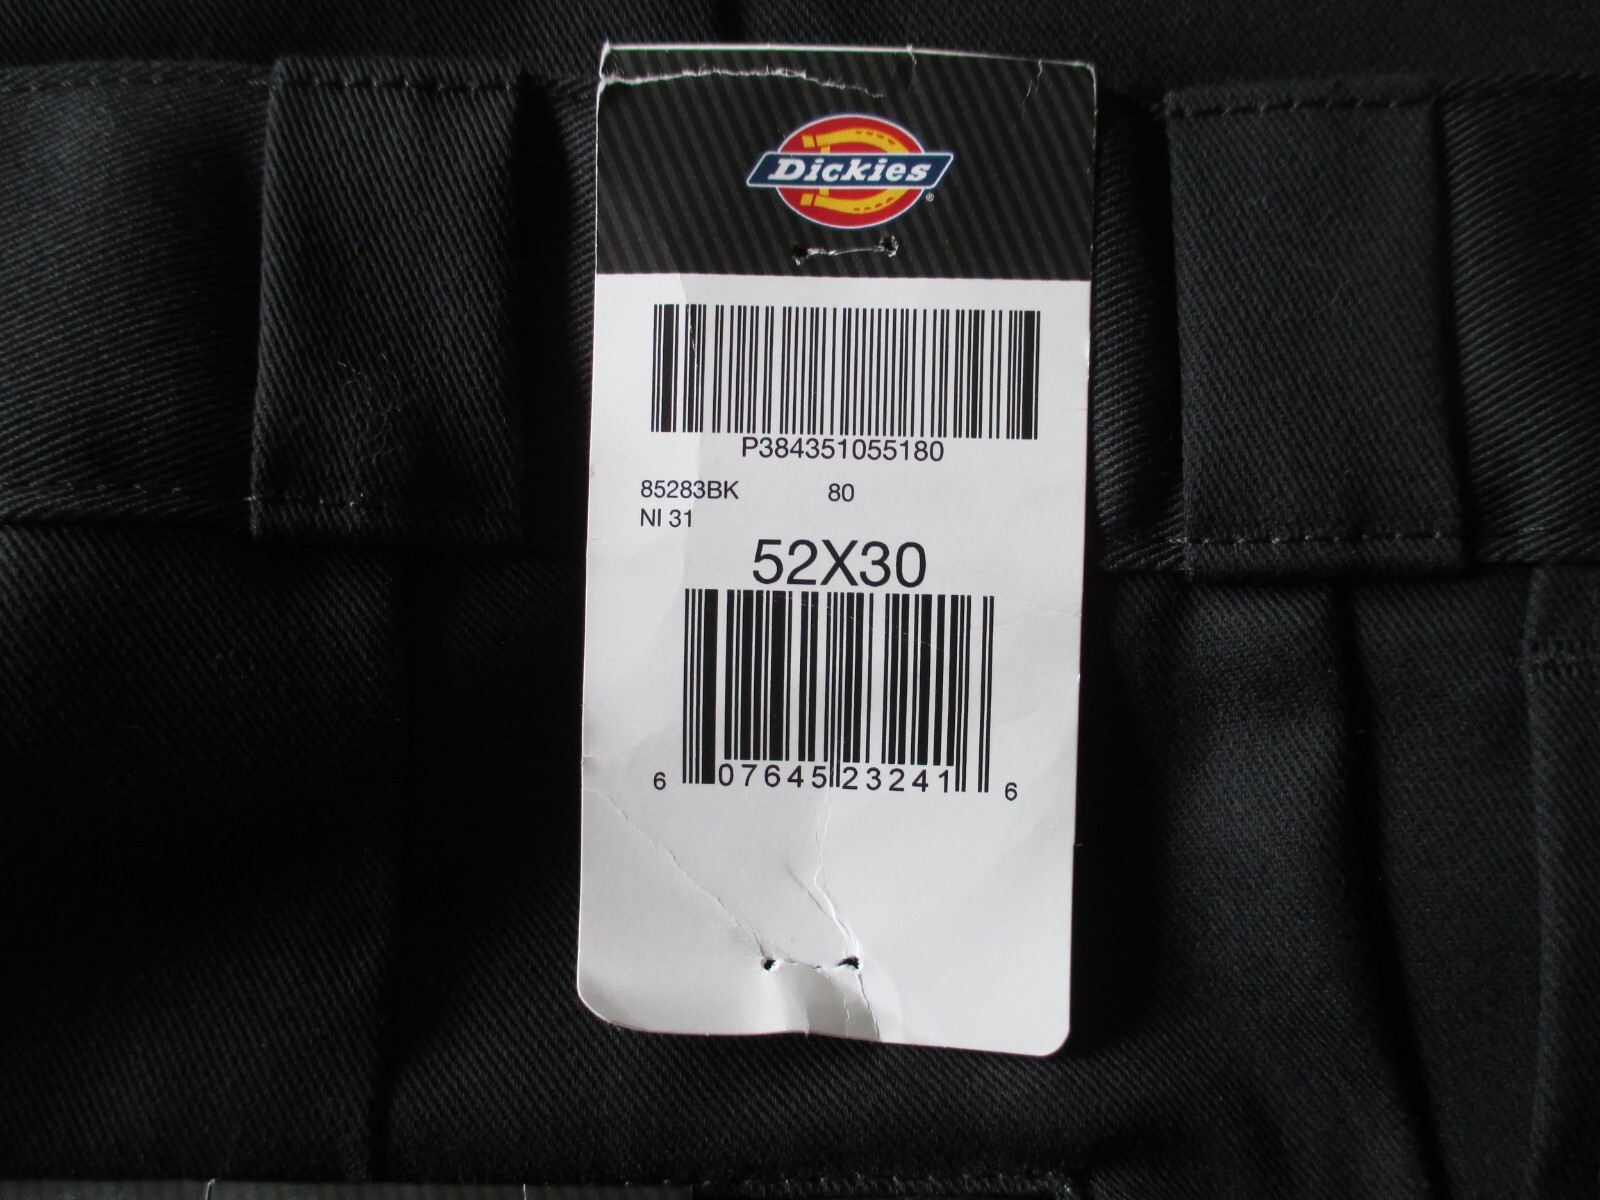 Dickies®
P384351055180
85283BK 80
NI 31
52X30
6 07645 23241 6